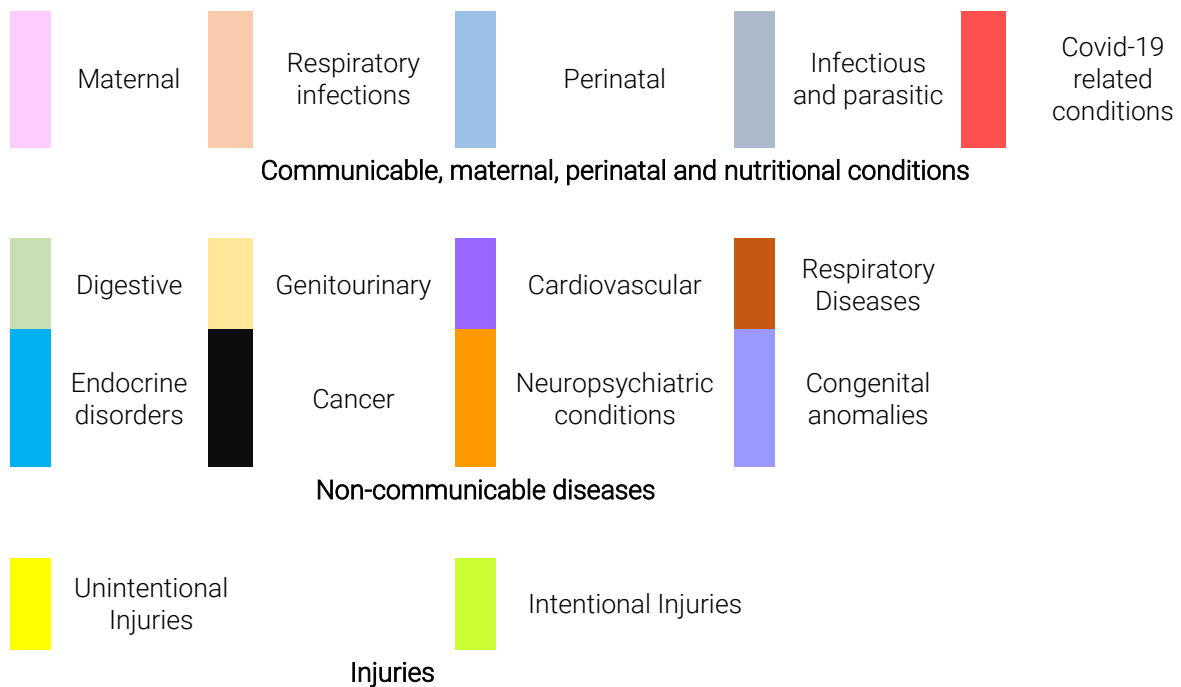 Maternal
Respiratory
infections
Perinatal
Infectious
and parasitic
Covid-19
related
conditions
Communicable, maternal, perinatal and nutritional conditions
Digestive
Genitourinary
Cardiovascular
Respiratory
Diseases
Endocrine
disorders
Cancer
Neuropsychiatric
conditions
Congenital
anomalies
Non-communicable diseases
Unintentional
Injuries
Intentional Injuries
Injuries